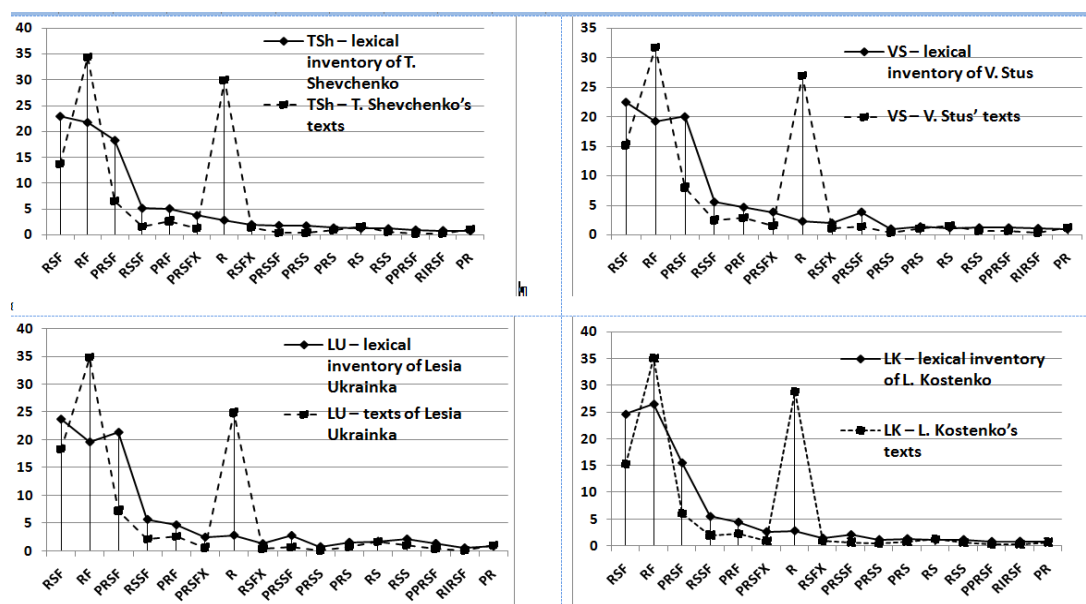 40
35
30
25
20
15
10
5
0
TSh – lexical
inventory of T.
Shevchenko
TSh – T. Shevchenko's
texts
RSF
RF
PRSF
RSSF
PRF
PRSFX
R
RSFX
PRSSF
PRSS
PRS
RS
RSS
PPRSF
RIRSF
PR
35
30
25
20
15
10
5
0
VS – lexical
inventory of V. Stus
VS – V. Stus' texts
RSF
RF
PRSF
RSSF
PRF
PRSFX
R
RSFX
PRSSF
PRSS
PRS
RS
RSS
PPRSF
RIRSF
PR
40
35
30
25
20
15
10
5
0
LU – lexical
inventory of Lesia
Ukrainka
LU – texts of Lesia
Ukrainka
RSF
RF
PRSF
RSSF
PRF
PRSFX
R
RSFX
PRSSF
PRSS
PRS
RS
RSS
PPRSF
RIRSF
PR
40
35
30
25
20
15
10
5
0
LK – lexical inventory
of L. Kostenko
LK – L. Kostenko's
texts
RSF
RF
PRSF
RSSF
PRF
PRSFX
R
RSFX
PRSSF
PRSS
PRS
RS
RSS
PPRSF
RIRSF
PR